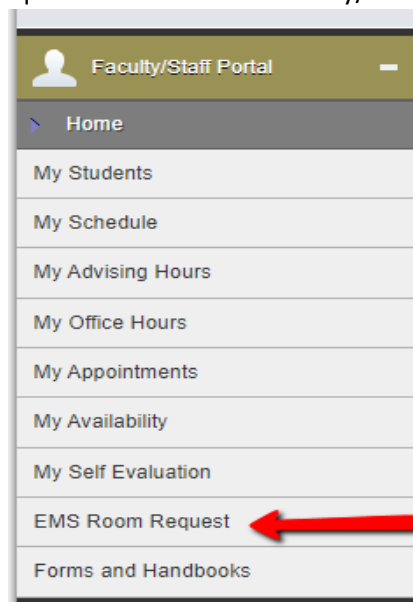 Faculty/Staff Portal
Home
My Students
My Schedule
My Advising Hours
My Office Hours
My Appointments
My Availability
My Self Evaluation
EMS Room Request
Forms and Handbooks